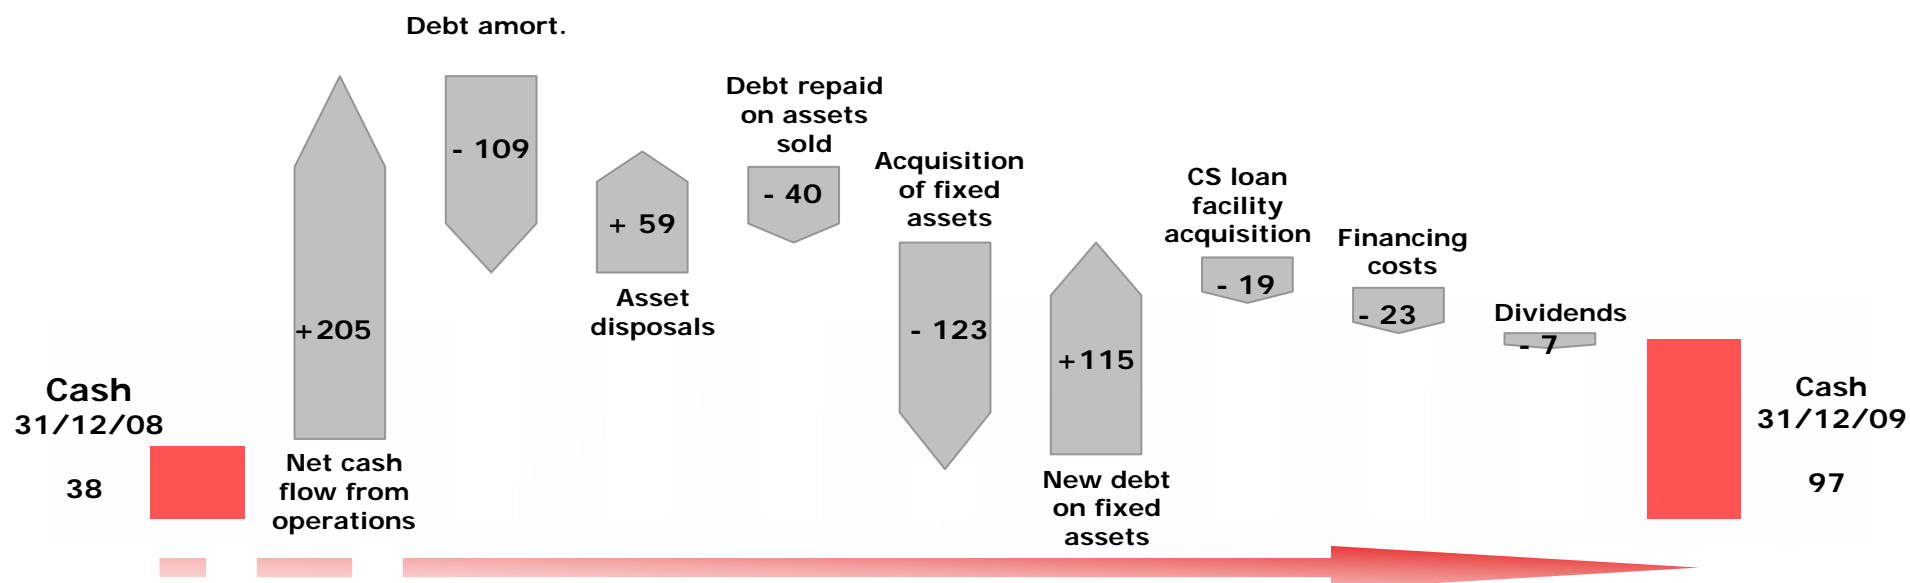 Debt amort.
- 109
Cash
31/12/08
38
+205
Net cash
flow from
operations
+ 59
Asset
disposals
Debt repaid
on assets
sold
- 40
Acquisition
of fixed
assets
- 123
+115
New debt
on fixed
assets
CS loan
facility
acquisition
- 19
Financing
costs
- 23
Dividends
- 7
Cash
31/12/09
97